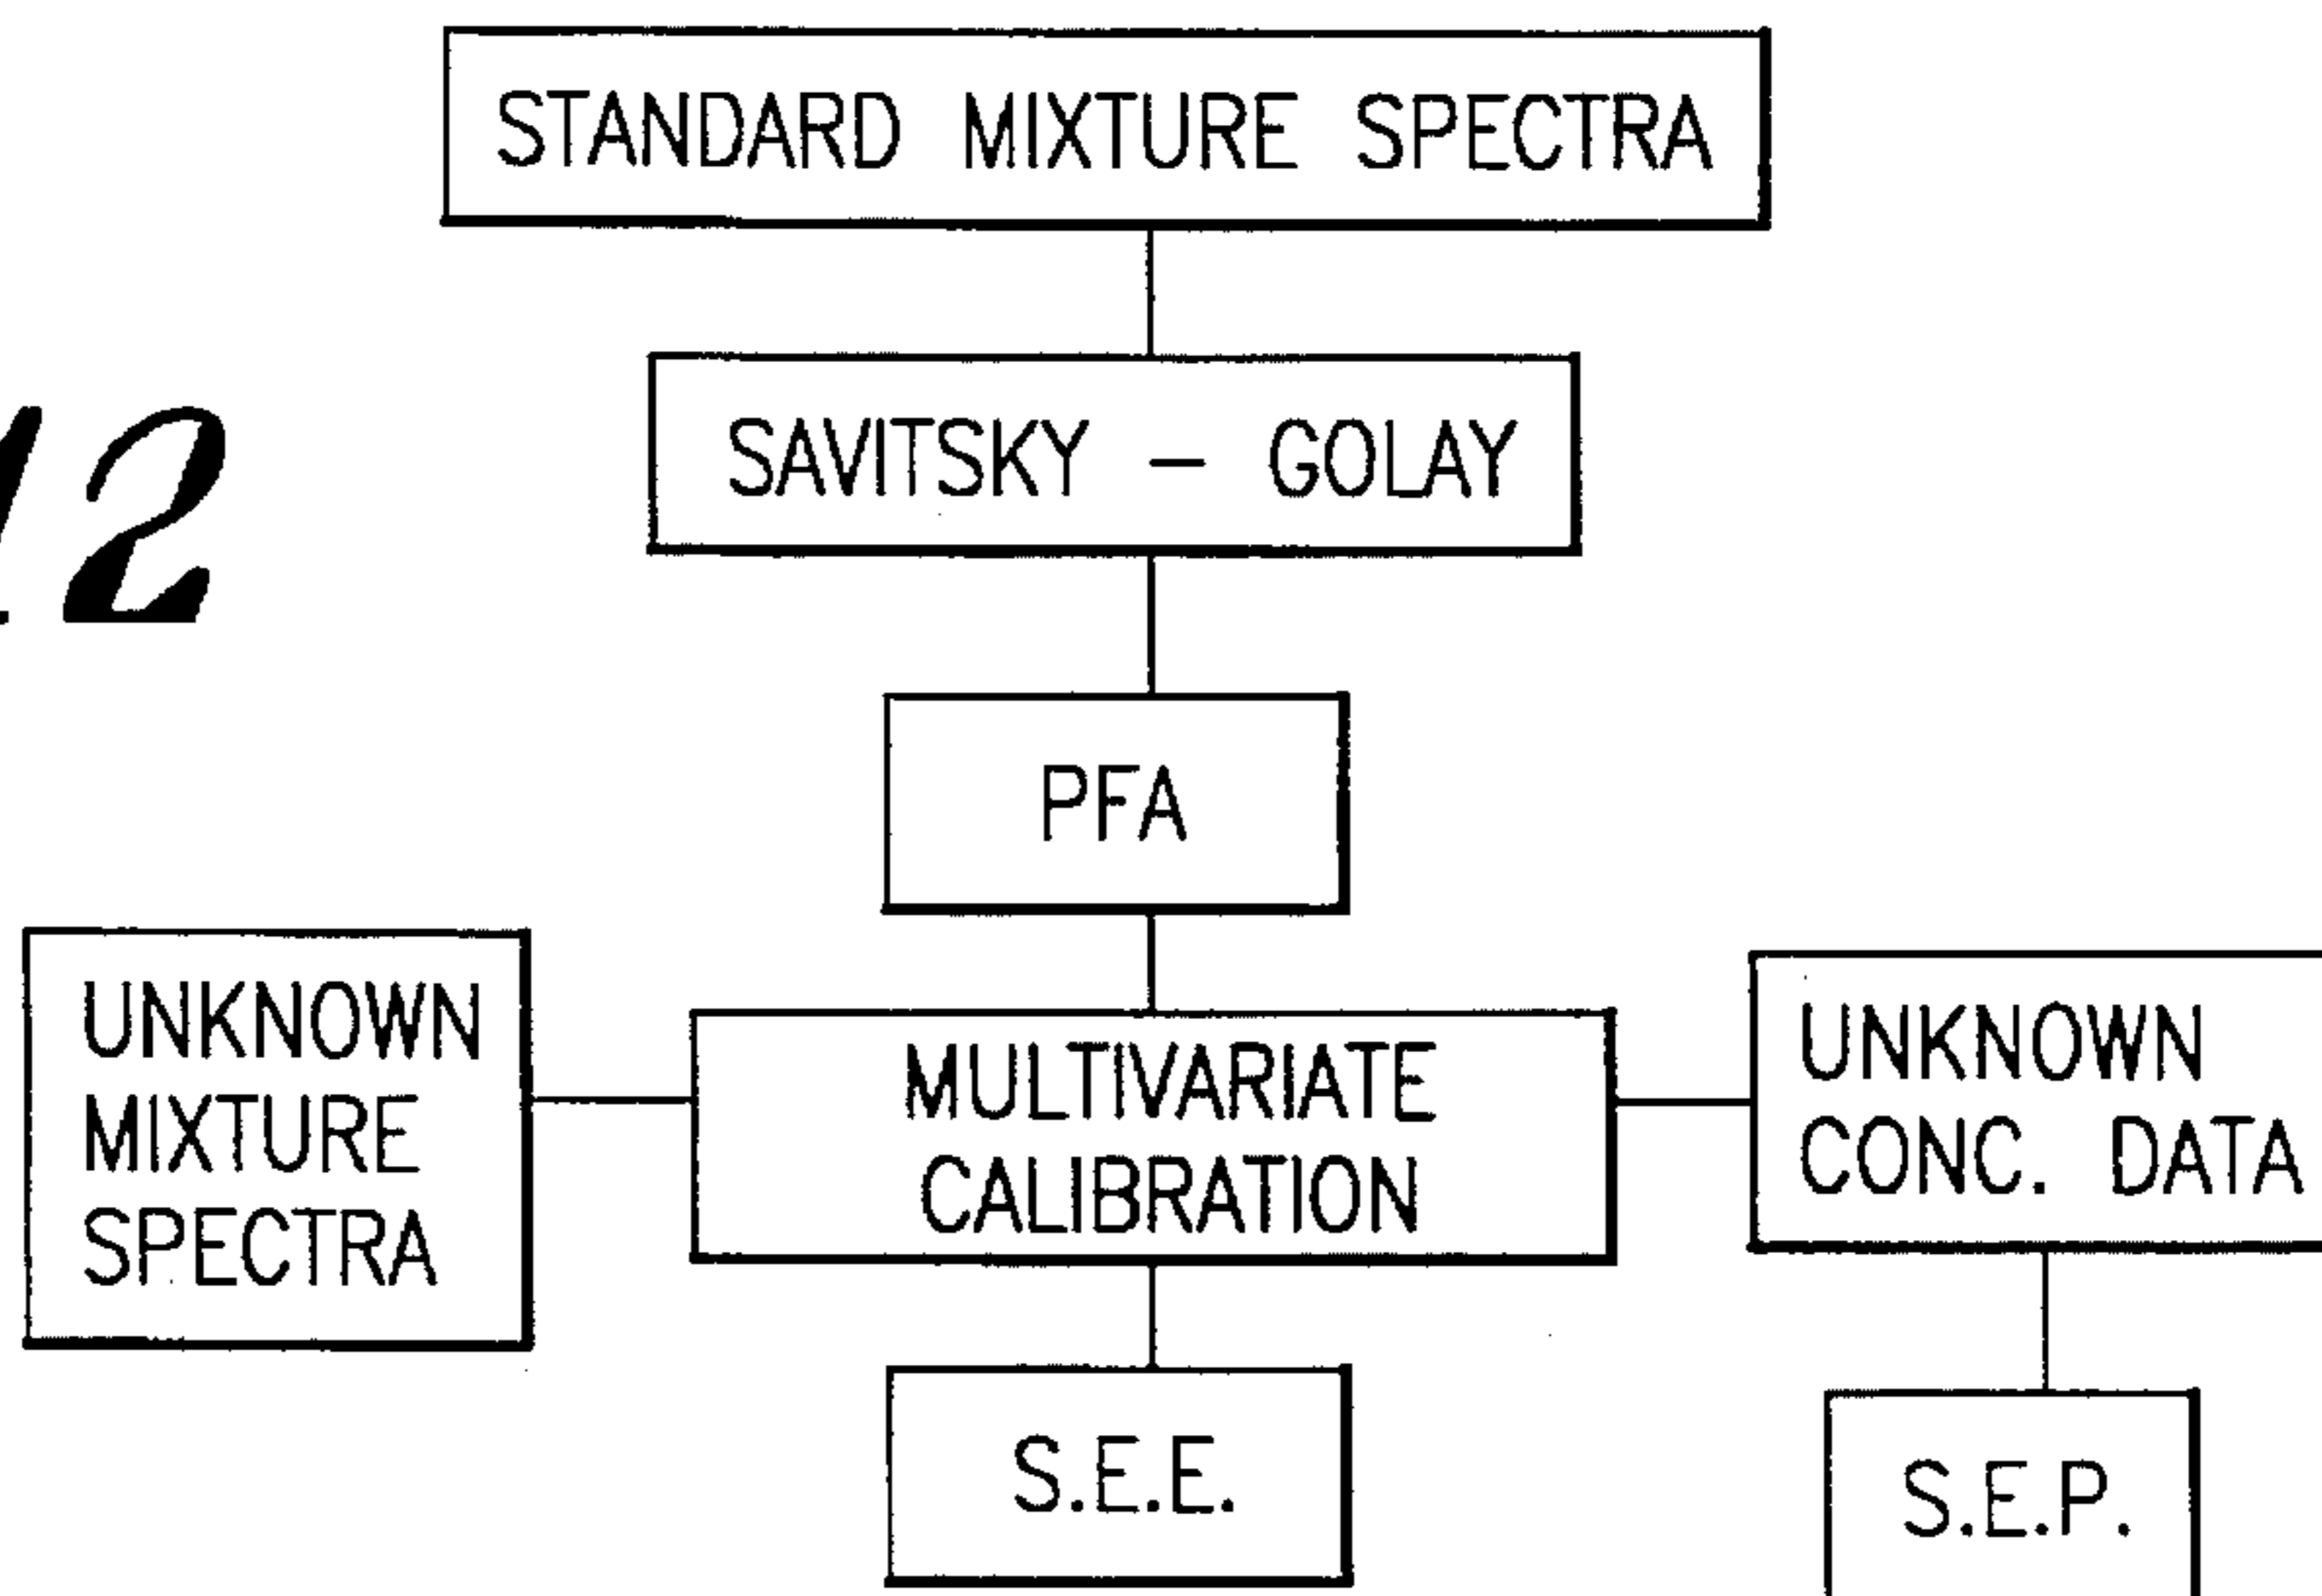 STANDARD MIXTURE SPECTRA
SAVITSKY – GOLAY
12
PFA
UNKNOWN
MIXTURE
SPECTRA
MULTIVARIATE
CALIBRATION
UNKNOWN
CONC. DATA
S.E.E.
S.E.P.